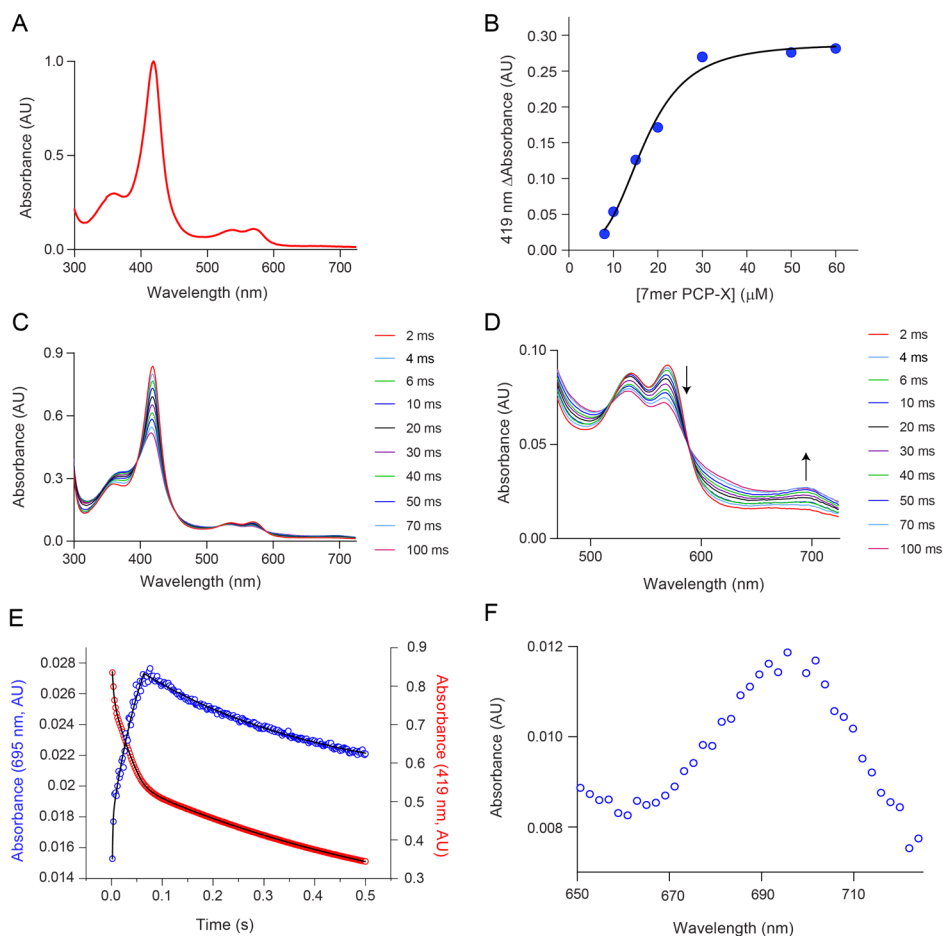 A
Absorbance (AU)
1.0
0.5
0.0
300 400 500 600 700
Wavelength (nm)
B
419 nm ΔAbsorbance (AU)
0.30
0.25
0.20
0.15
0.10
0.05
0.00
0 10 20 30 40 50 60
[7mer PCP-X] (μM)
C
Absorbance (AU)
0.9
0.6
0.3
0.0
300 400 500 600 700
Wavelength (nm)
2 ms
4 ms
6 ms
10 ms
20 ms
30 ms
40 ms
50 ms
70 ms
100 ms
D
Absorbance (AU)
0.10
0.05
0.00
500 600 700
Wavelength (nm)
2 ms
4 ms
6 ms
10 ms
20 ms
30 ms
40 ms
50 ms
70 ms
100 ms
E
Absorbance (695 nm, AU)
0.028
0.026
0.024
0.022
0.02
0.018
0.016
0.014
0.0 0.1 0.2 0.3 0.4 0.5
Time (s)
0.9
0.8
0.7
0.6
0.5
0.4
0.3
Absorbance (419 nm, AU)
F
Absorbance (AU)
0.012
0.010
0.008
650 670 690 710
Wavelength (nm)